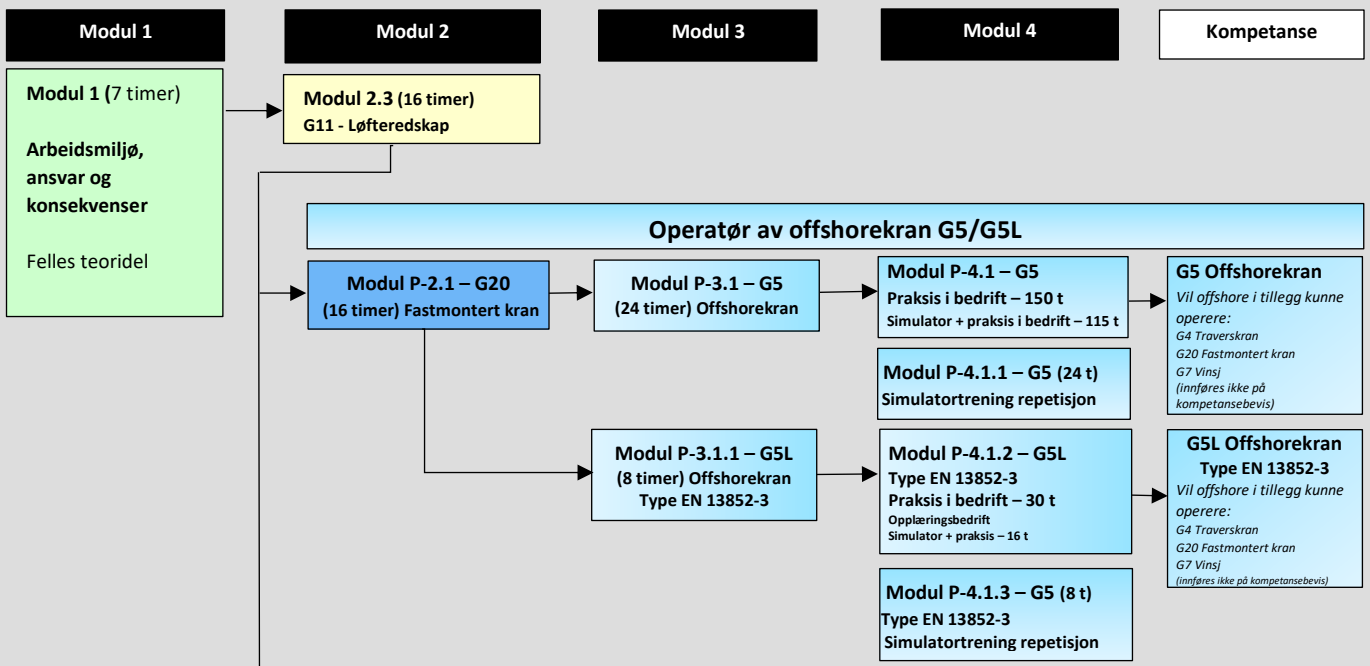 Modul 1
Modul 2
Modul 3
Modul 4
Kompetanse
Modul 1 (7 timer)
Arbeidsmiljø,
ansvar og
konsekvenser
Felles teoridel
Modul 2.3 (16 timer)
G11 - Løfteredskap
Operatør av offshorekran G5/G5L
Modul P-2.1 – G20
(16 timer) Fastmontert kran
Modul P-3.1 – G5
(24 timer) Offshorekran
Modul P-4.1 – G5
Praksis i bedrift – 150 t
Simulator + praksis i bedrift – 115 t
G5 Offshorekran
Vil offshore i tillegg kunne
operere:
G4 Traverskran
G20 Fastmontert kran
G7 Vinsj
(innføres ikke på
kompetansebevis)
Modul P-4.1.1 – G5 (24 t)
Simulatortrening repetisjon
Modul P-3.1.1 – G5L
(8 timer) Offshorekran
Type EN 13852-3
Modul P-4.1.2 – G5L
Type EN 13852-3
Praksis i bedrift – 30 t
Opplæringsbedrift
Simulator + praksis – 16 t
G5L Offshorekran
Type EN 13852-3
Vil offshore i tillegg kunne
operere:
G4 Traverskran
G20 Fastmontert kran
G7 Vinsj
(innføres ikke på kompetansebevis)
Modul P-4.1.3 – G5 (8 t)
Type EN 13852-3
Simulatortrening repetisjon